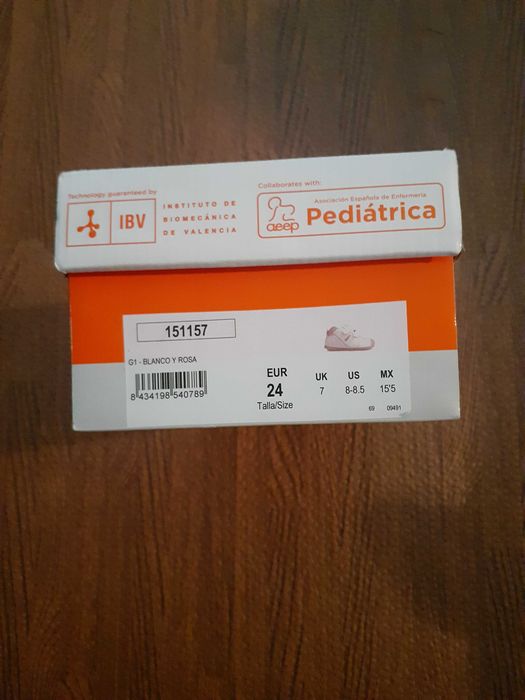 Technology guaranteed by
IBV
INSTITUTO DE
BIOMECÁNICA
DE VALENCIA
Collaborates with:
aeep
Asociación Española de Enfermería
Pediátrica
151157
G1 - BLANCO Y ROSA
8 434198 540789
EUR
24
Talla/Size
UK
7
US
8-8.5
MX
15'5
69 09491